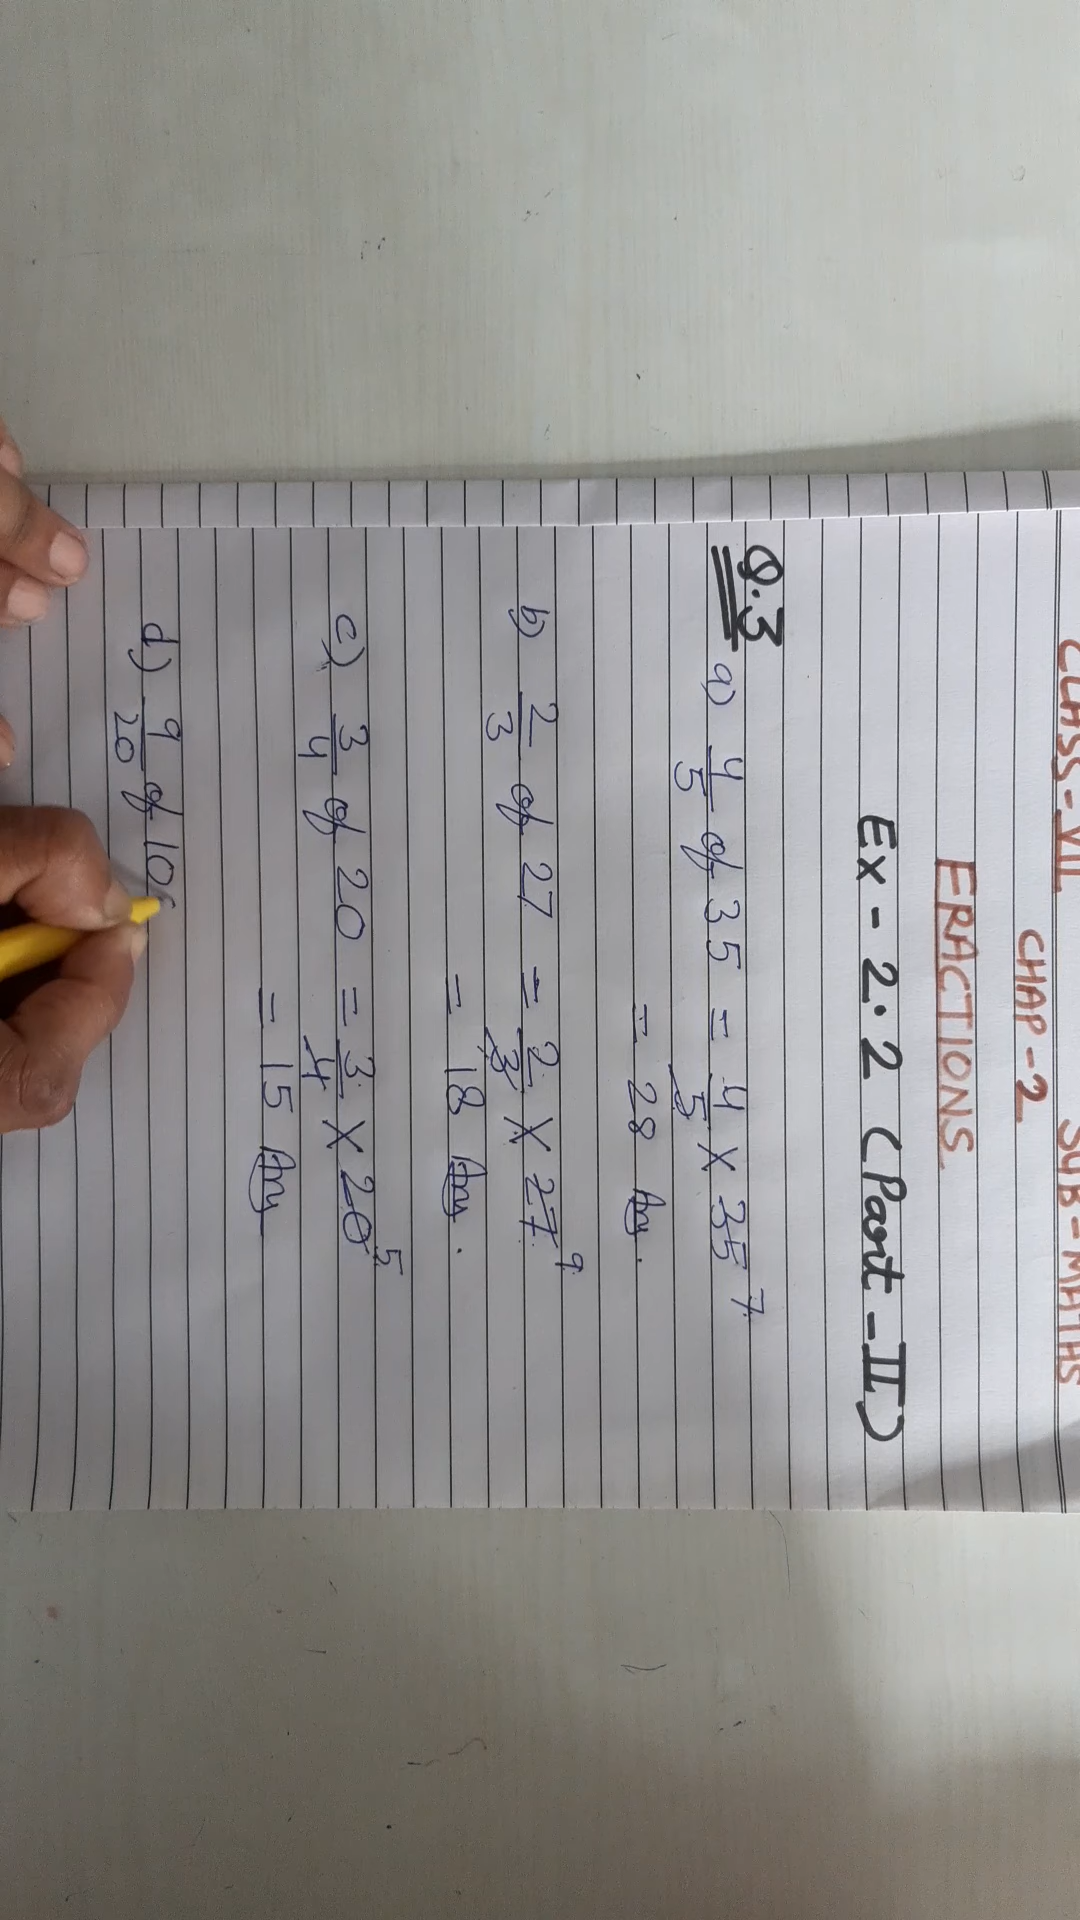 CLASS-VII SUB-MATHS
CHAP-2
FRACTIONS
Ex-2.2 (Part-II)
Q.3 a) 4/5 of 35 = 4/5 × 35 7
= 28 Ans.
b) 2/3 of 27 = 2/3 × 27 9
= 18 Ans.
c) 3/4 of 20 = 3/4 × 20 5
= 15 Ans
d) 9/20 of 10